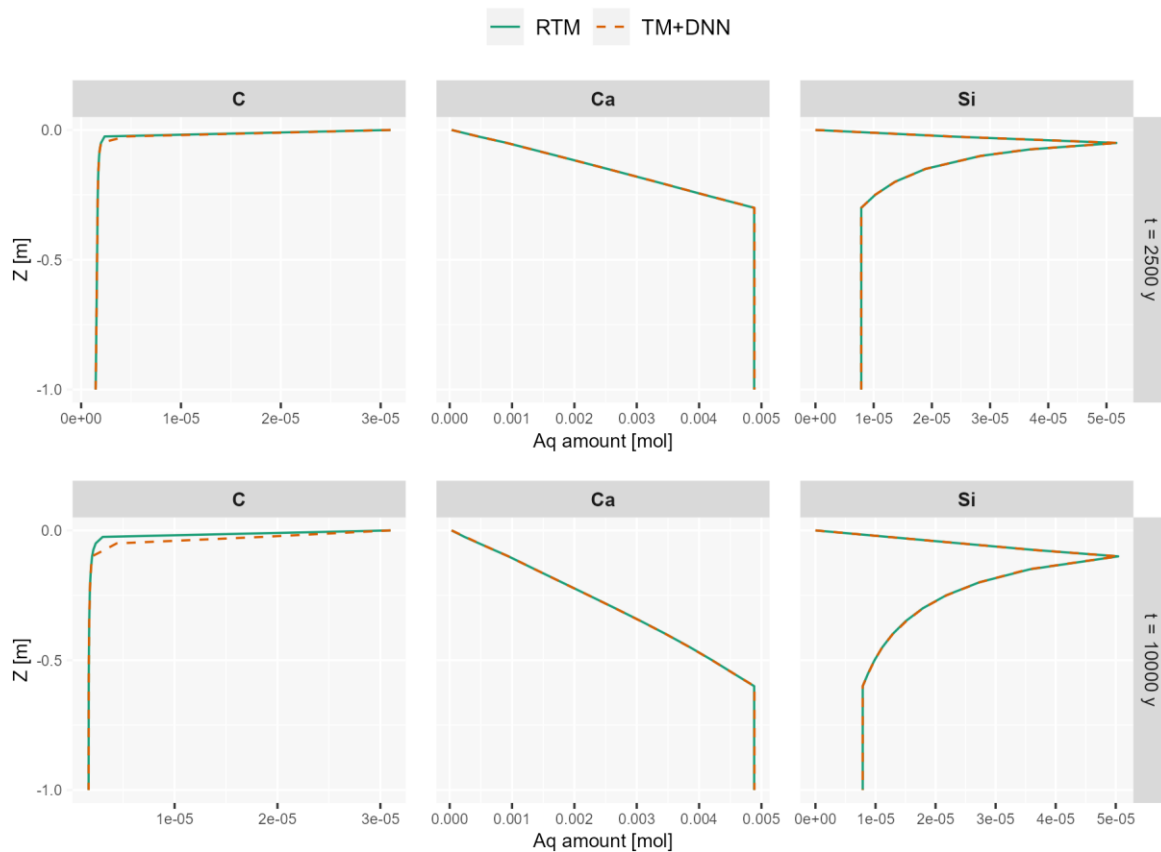 RTM TM+DNN
C Ca Si
0.0
-0.5
-1.0
Z [m]
t = 2500 y
0e+00 1e-05 2e-05 3e-05 0.000 0.001 0.002 0.003 0.004 0.005 0e+00 1e-05 2e-05 3e-05 4e-05 5e-05
Aq amount [mol]
C Ca Si
0.0
-0.5
-1.0
Z [m]
t = 10000 y
1e-05 2e-05 3e-05 0.000 0.001 0.002 0.003 0.004 0.005 0e+00 1e-05 2e-05 3e-05 4e-05 5e-05
Aq amount [mol]